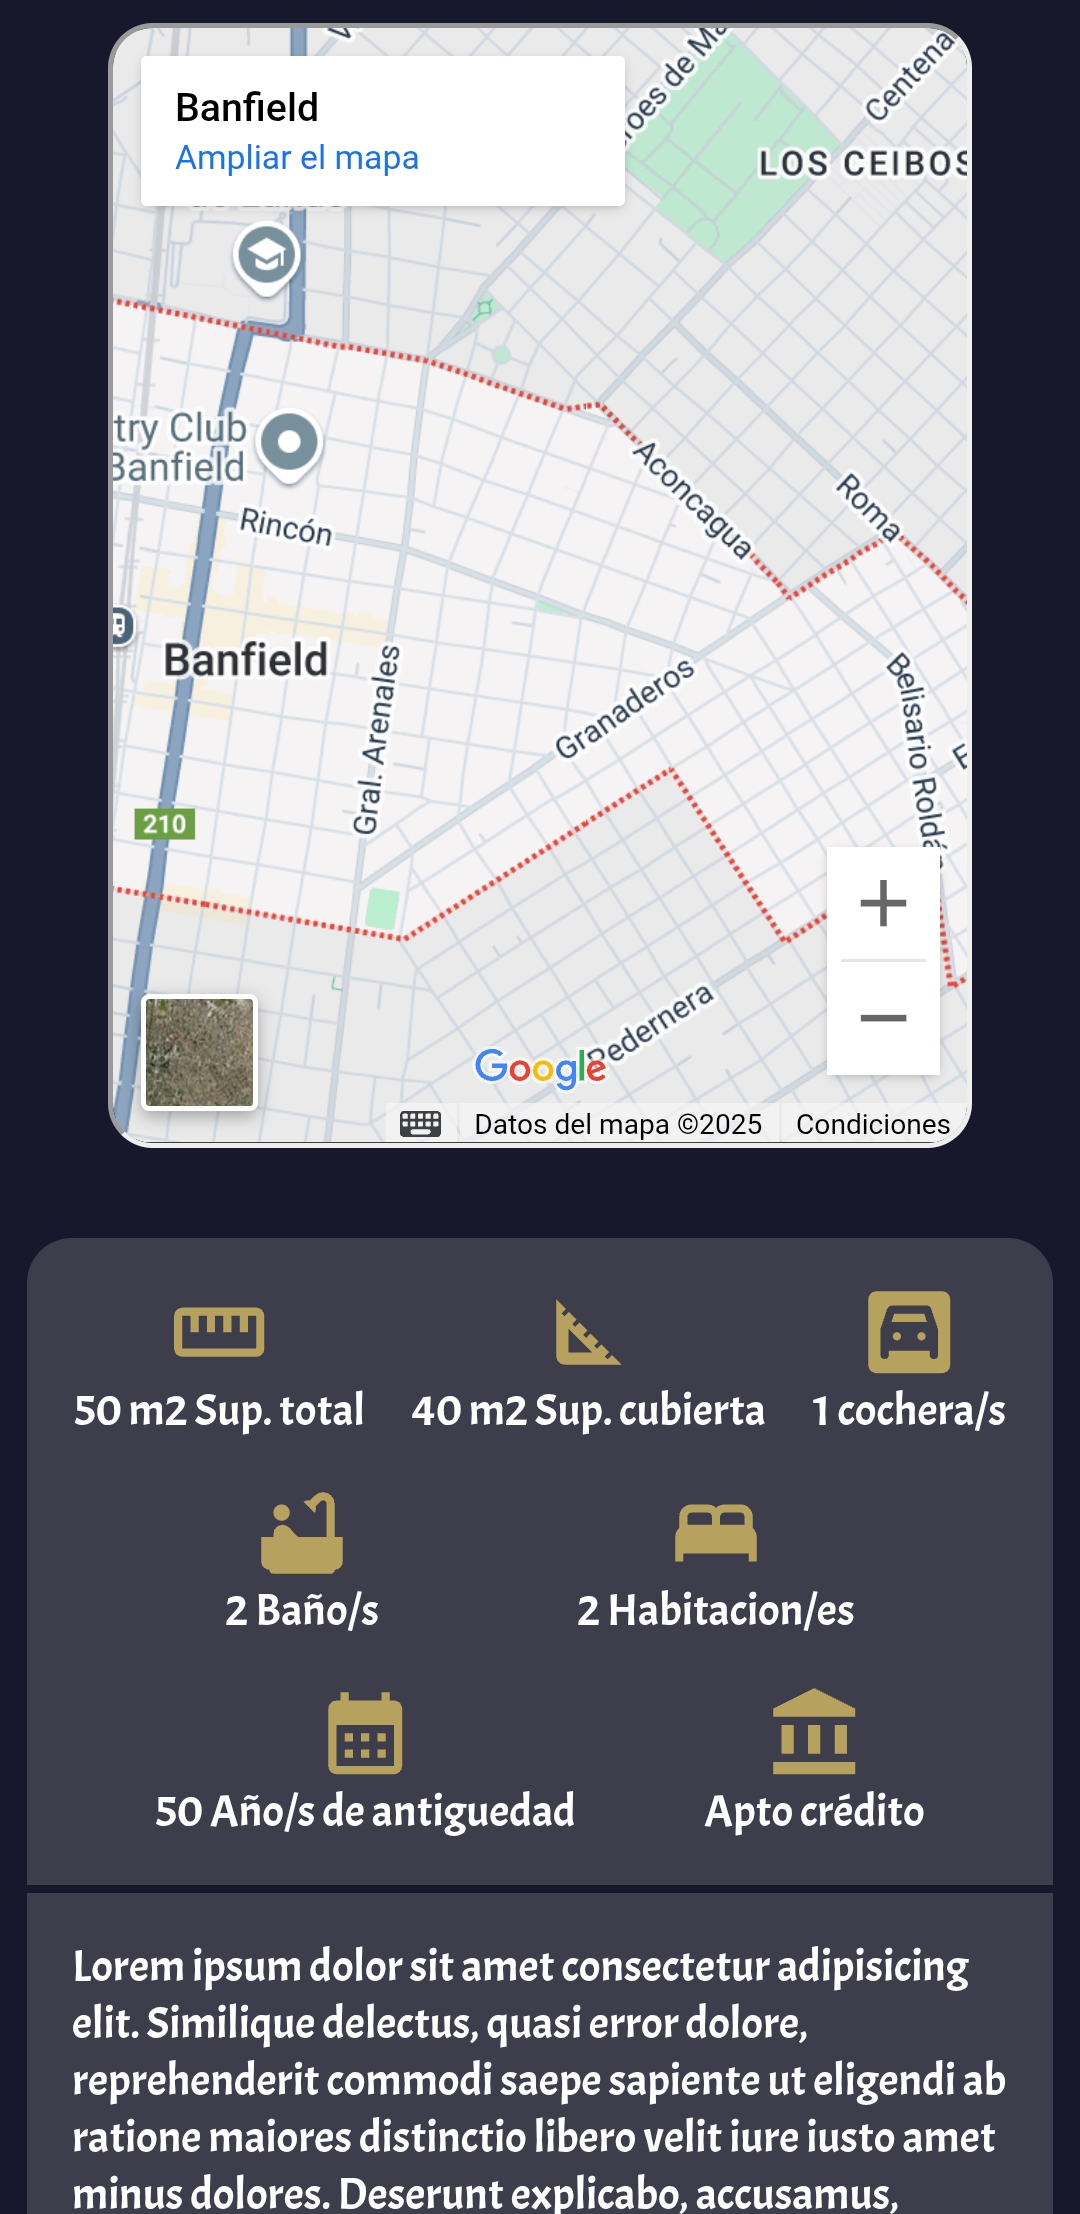 Banfield
Ampliar el mapa
Centena
LOS CEIBOS
try Club
Banfield
Rincón
Aconcagua
Roma
Banfield
Gral. Arenales
Granaderos
Belisario Roldá
210
Pedernera
Google
Datos del mapa ©2025
Condiciones
50 m2 Sup. total
40 m2 Sup. cubierta
1 cochera/s
2 Baño/s
2 Habitacion/es
50 Año/s de antiguedad
Apto crédito
Lorem ipsum dolor sit amet consectetur adipisicing
elit. Similique delectus, quasi error dolore,
reprehenderit commodi saepe sapiente ut eligendi ab
ratione maiores distinctio libero velit iure iusto amet
minus dolores. Deserunt explicabo, accusamus,